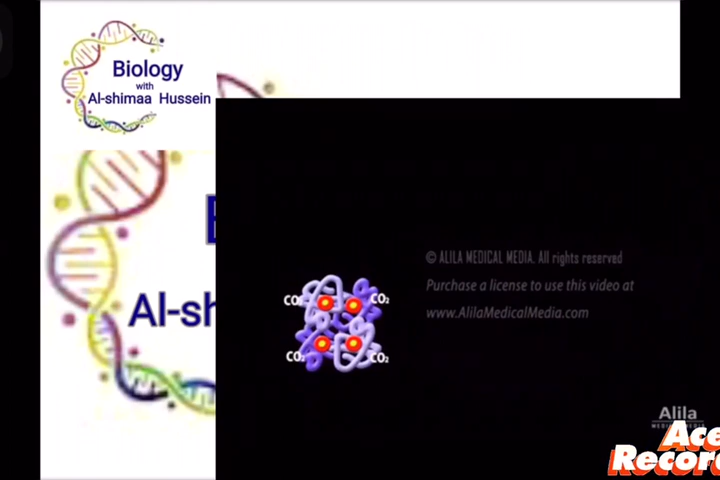 Biology
with
Al-shimaa Hussein
Al-sh
© ALILA MEDICAL MEDIA. All rights reserved
Purchase a license to use this video at
www.AlilaMedicalMedia.com
CO₂
CO₂
CO₂
Alila
Ace
Record